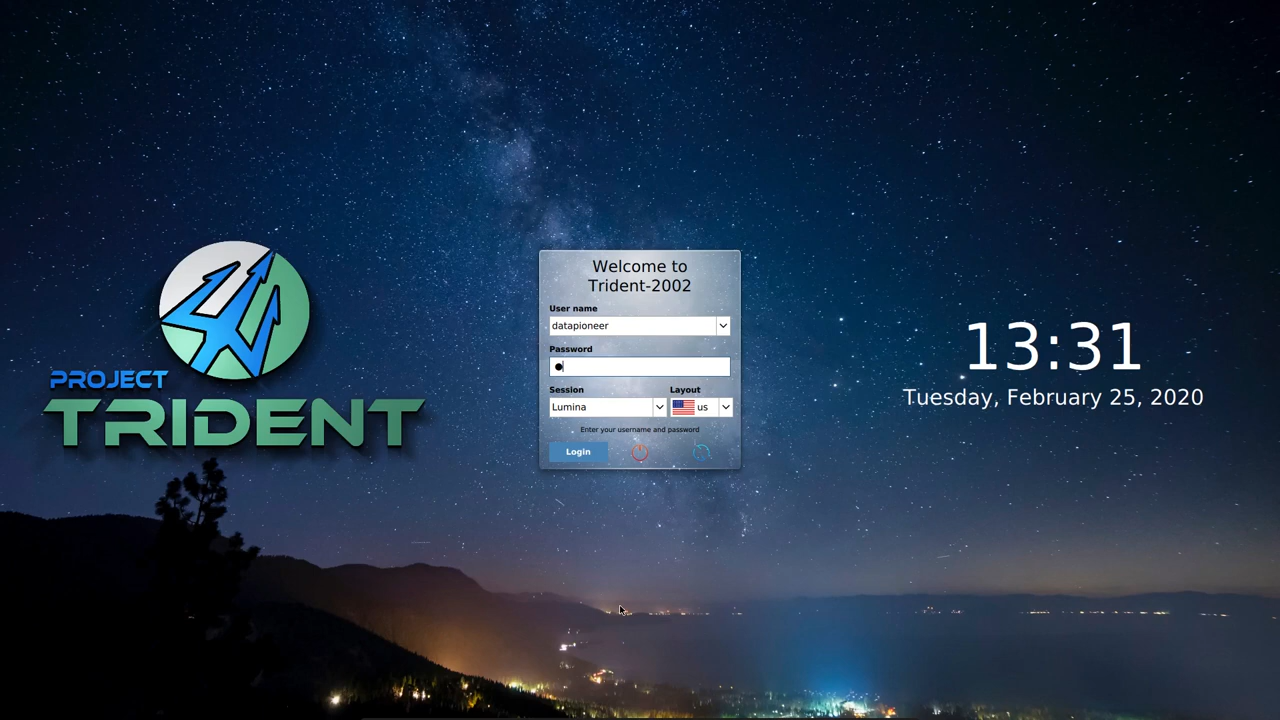 PROJECT
TRIDENT
Welcome to
Trident-2002
User name
datapioneer
Password
Session
Layout
Lumina
us
Enter your username and password
Login
13:31
Tuesday, February 25, 2020